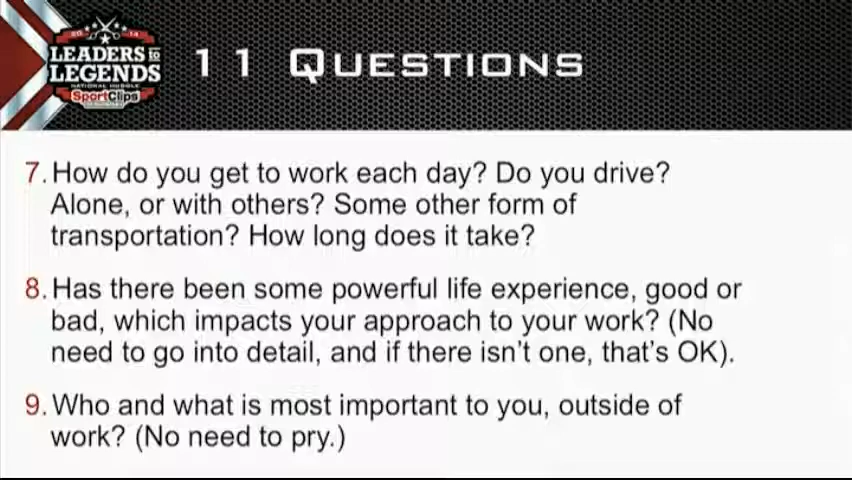 20 14
LEADERS to
LEGENDS
NATIONAL HUDDLE
SportClips
11 QUESTIONS
7. How do you get to work each day? Do you drive?
Alone, or with others? Some other form of
transportation? How long does it take?
8. Has there been some powerful life experience, good or
bad, which impacts your approach to your work? (No
need to go into detail, and if there isn't one, that's OK).
9. Who and what is most important to you, outside of
work? (No need to pry.)